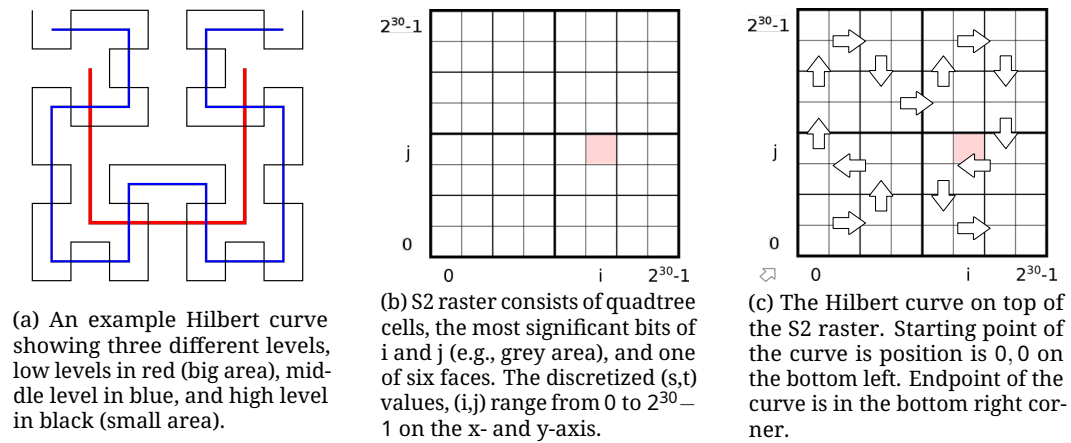 2³⁰-1
j
0
0
i
2³⁰-1
2³⁰-1
j
0
0
i
2³⁰-1
(a) An example Hilbert curve
showing three different levels,
low levels in red (big area), mid-
dle level in blue, and high level
in black (small area).
(b) S2 raster consists of quadtree
cells, the most significant bits of
i and j (e.g., grey area), and one
of six faces. The discretized (s,t)
values, (i,j) range from 0 to 2³⁰−
1 on the x- and y-axis.
(c) The Hilbert curve on top of
the S2 raster. Starting point of
the curve is position is 0, 0 on
the bottom left. Endpoint of the
curve is in the bottom right cor-
ner.